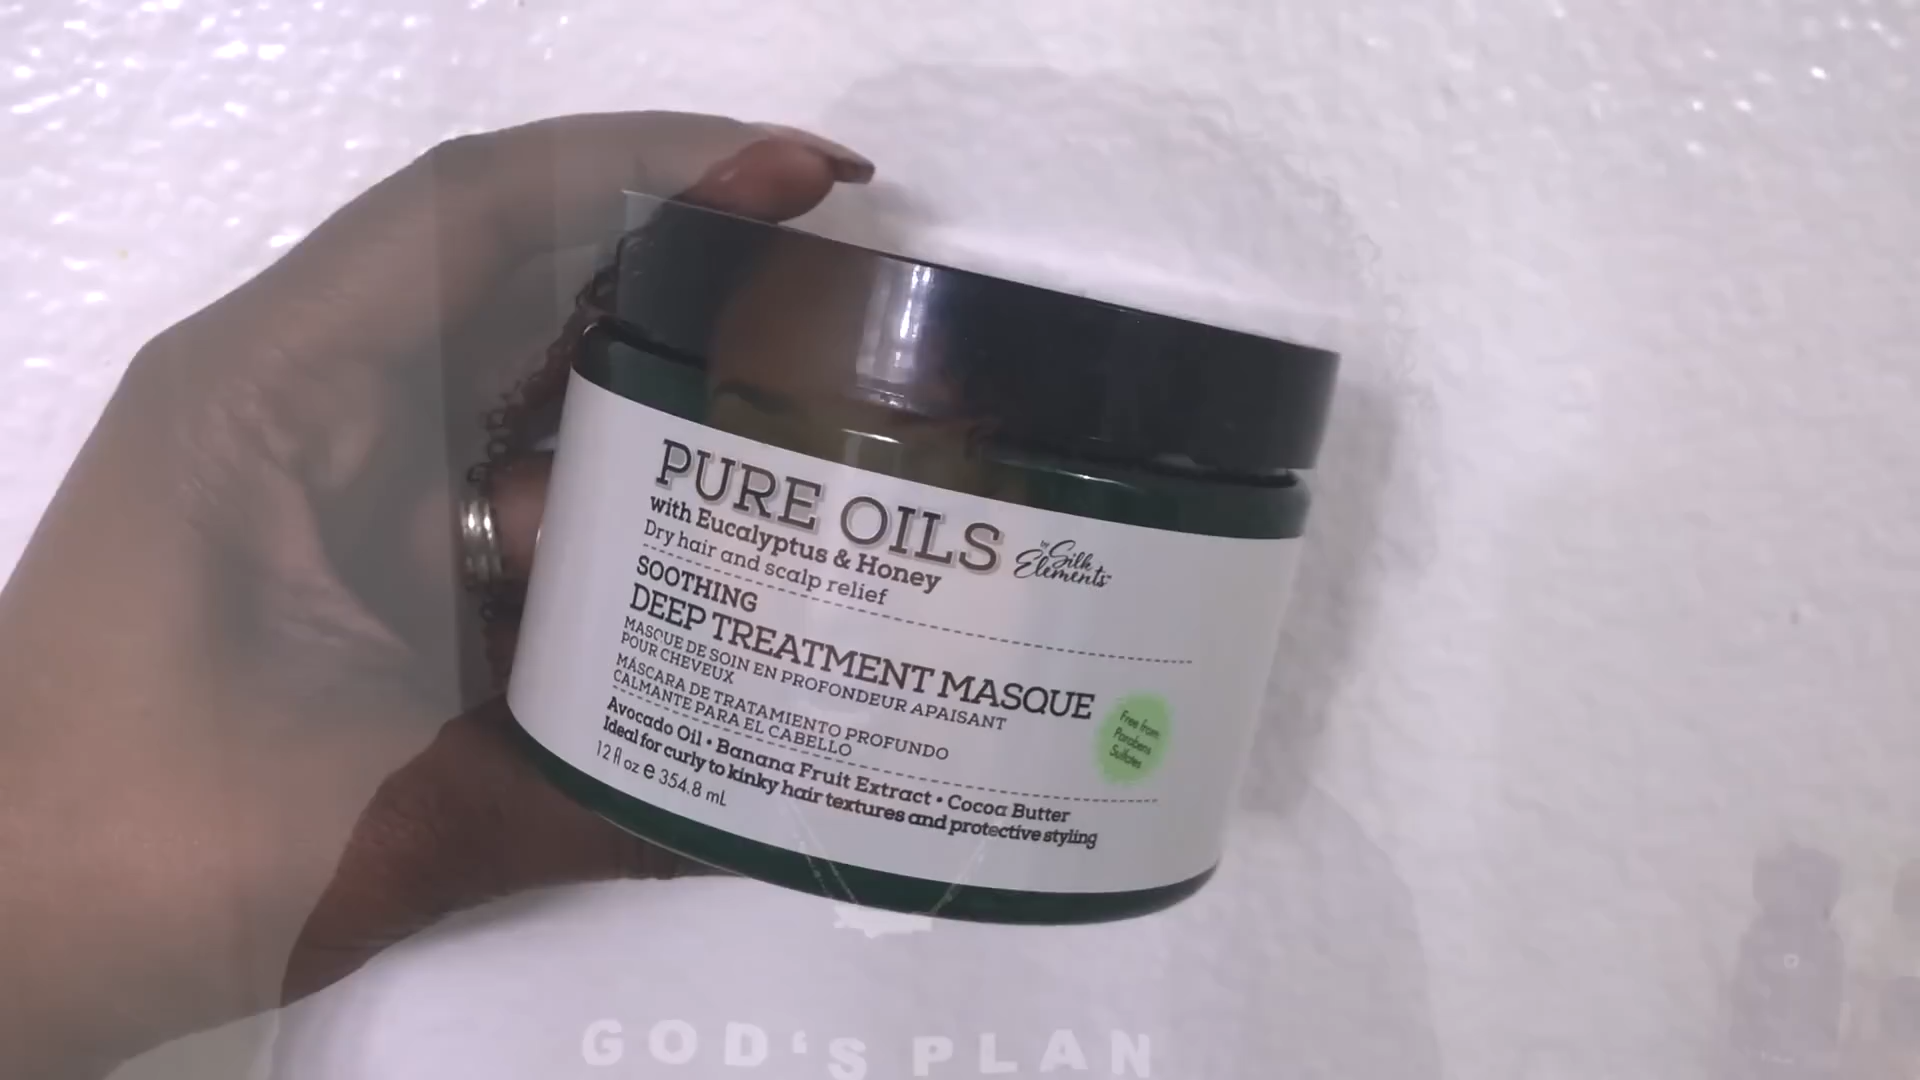 PURE OILS
by Silk Elements™
with Eucalyptus & Honey
Dry hair and scalp relief
SOOTHING
DEEP TREATMENT MASQUE
MASQUE DE SOIN EN PROFONDEUR APAISANT
POUR CHEVEUX
MÁSCARA DE TRATAMIENTO PROFUNDO
CALMANTE PARA EL CABELLO
Free from:
Parabens
Sulfates
Avocado Oil • Banana Fruit Extract • Cocoa Butter
Ideal for curly to kinky hair textures and protective styling
12 fl oz e 354.8 mL
GOD'S PLAN